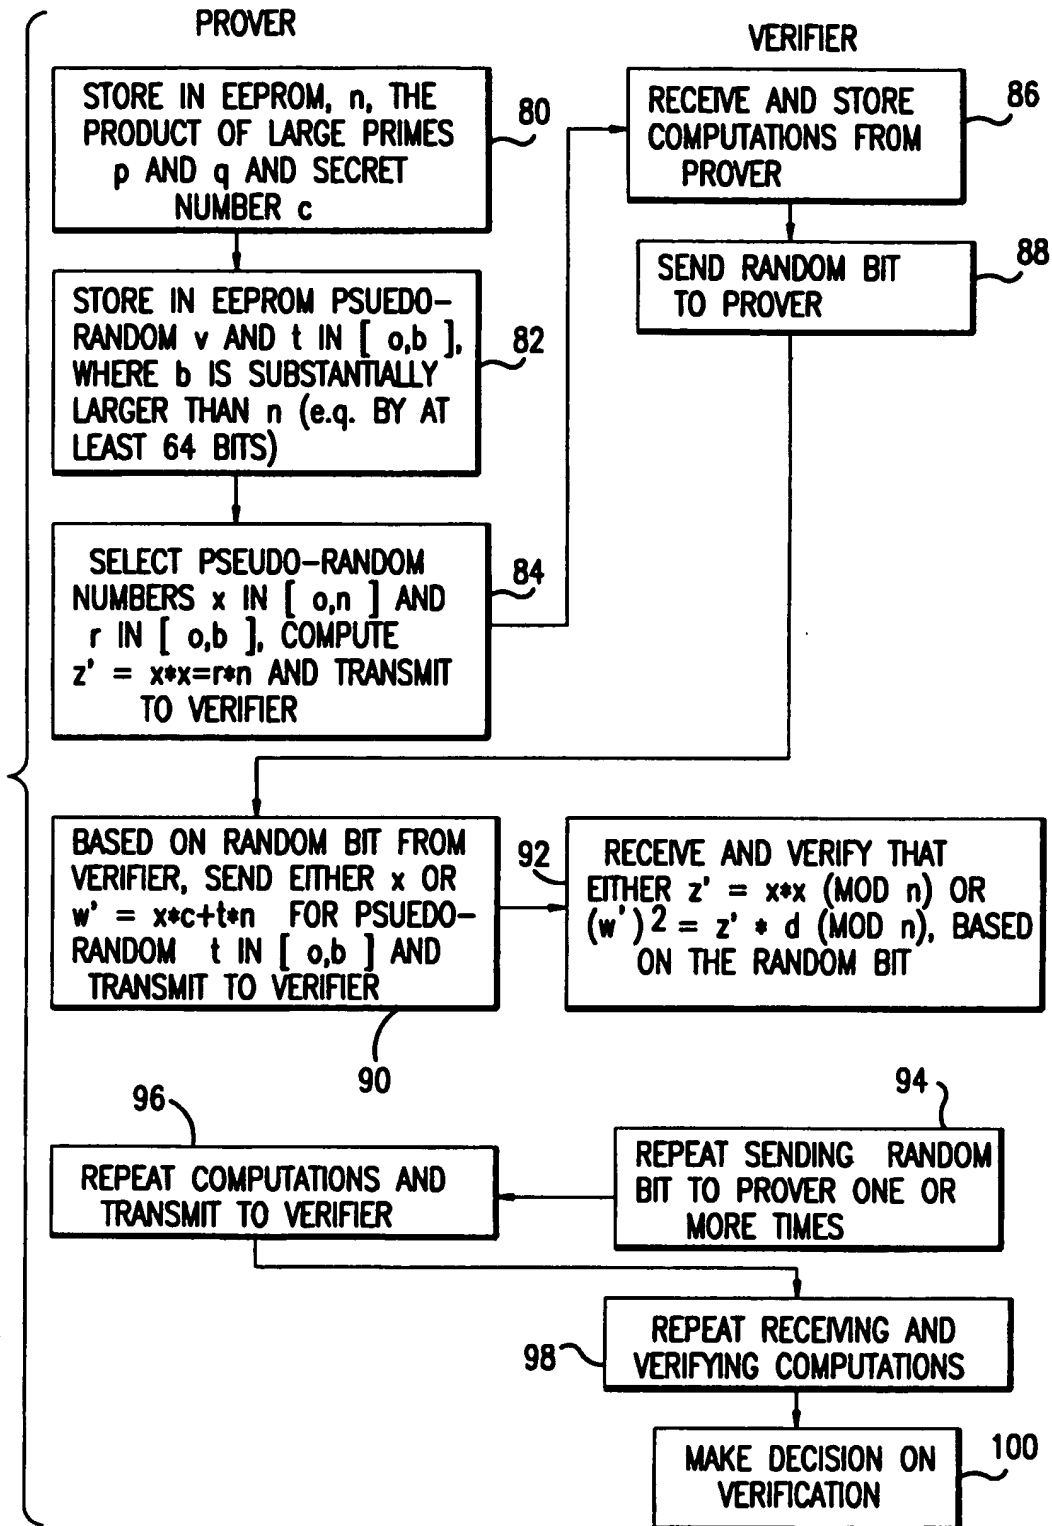 PROVER
VERIFIER
STORE IN EEPROM, n, THE
PRODUCT OF LARGE PRIMES
p AND q AND SECRET
NUMBER c
80
RECEIVE AND STORE
COMPUTATIONS FROM
PROVER
86
STORE IN EEPROM PSUEDO-
RANDOM v AND t IN [ o,b ],
WHERE b IS SUBSTANTIALLY
LARGER THAN n (e.q. BY AT
LEAST 64 BITS)
82
SEND RANDOM BIT
TO PROVER
88
SELECT PSEUDO-RANDOM
NUMBERS x IN [ o,n ] AND
r IN [ o,b ], COMPUTE
z' = x*x=r*n AND TRANSMIT
TO VERIFIER
84
BASED ON RANDOM BIT FROM
VERIFIER, SEND EITHER x OR
w' = x*c+t*n FOR PSUEDO-
RANDOM t IN [ o,b ] AND
TRANSMIT TO VERIFIER
90
92
RECEIVE AND VERIFY THAT
EITHER z' = x*x (MOD n) OR
(w')2 = z' * d (MOD n), BASED
ON THE RANDOM BIT
94
REPEAT SENDING RANDOM
BIT TO PROVER ONE OR
MORE TIMES
96
REPEAT COMPUTATIONS AND
TRANSMIT TO VERIFIER
98
REPEAT RECEIVING AND
VERIFYING COMPUTATIONS
MAKE DECISION ON
VERIFICATION
100